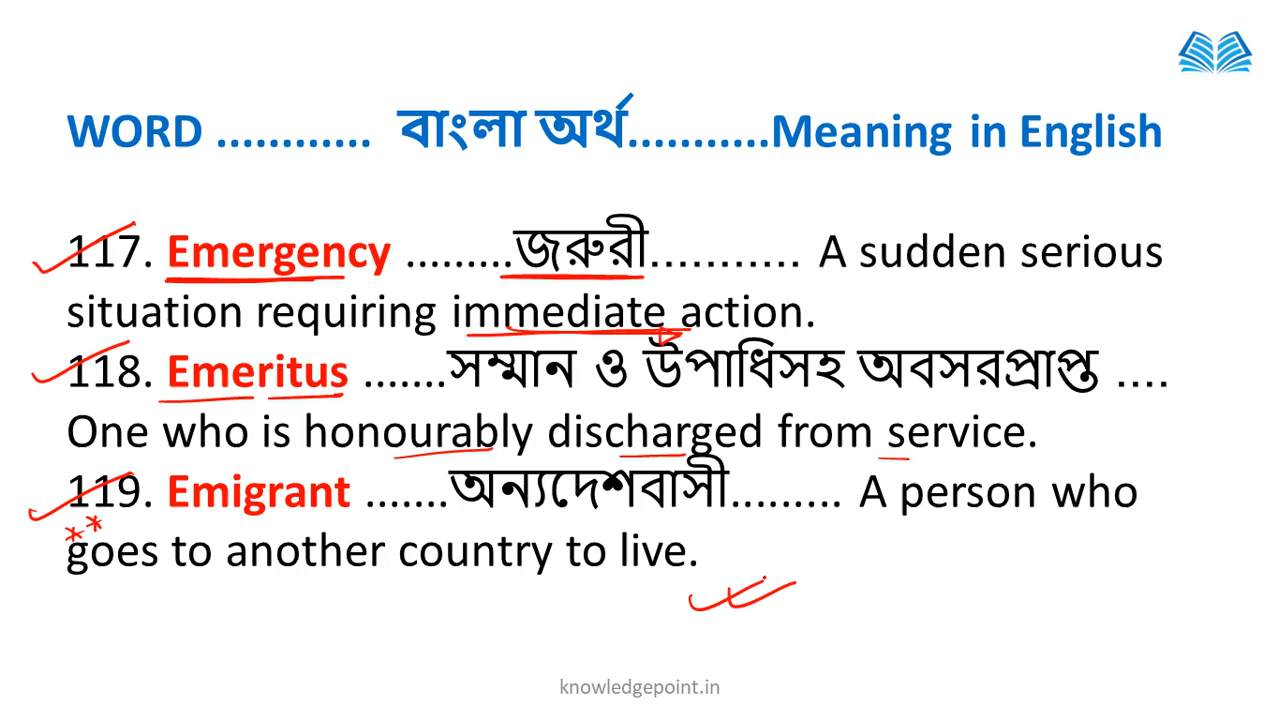 WORD ............ বাংলা অর্থ...........Meaning in English
117. Emergency .........জরুরী........... A sudden serious
situation requiring immediate action.
118. Emeritus .......সম্মান ও উপাধিসহ অবসরপ্রাপ্ত ....
One who is honourably discharged from service.
119. Emigrant .......অন্যদেশবাসী......... A person who
**
goes to another country to live.
knowledgepoint.in